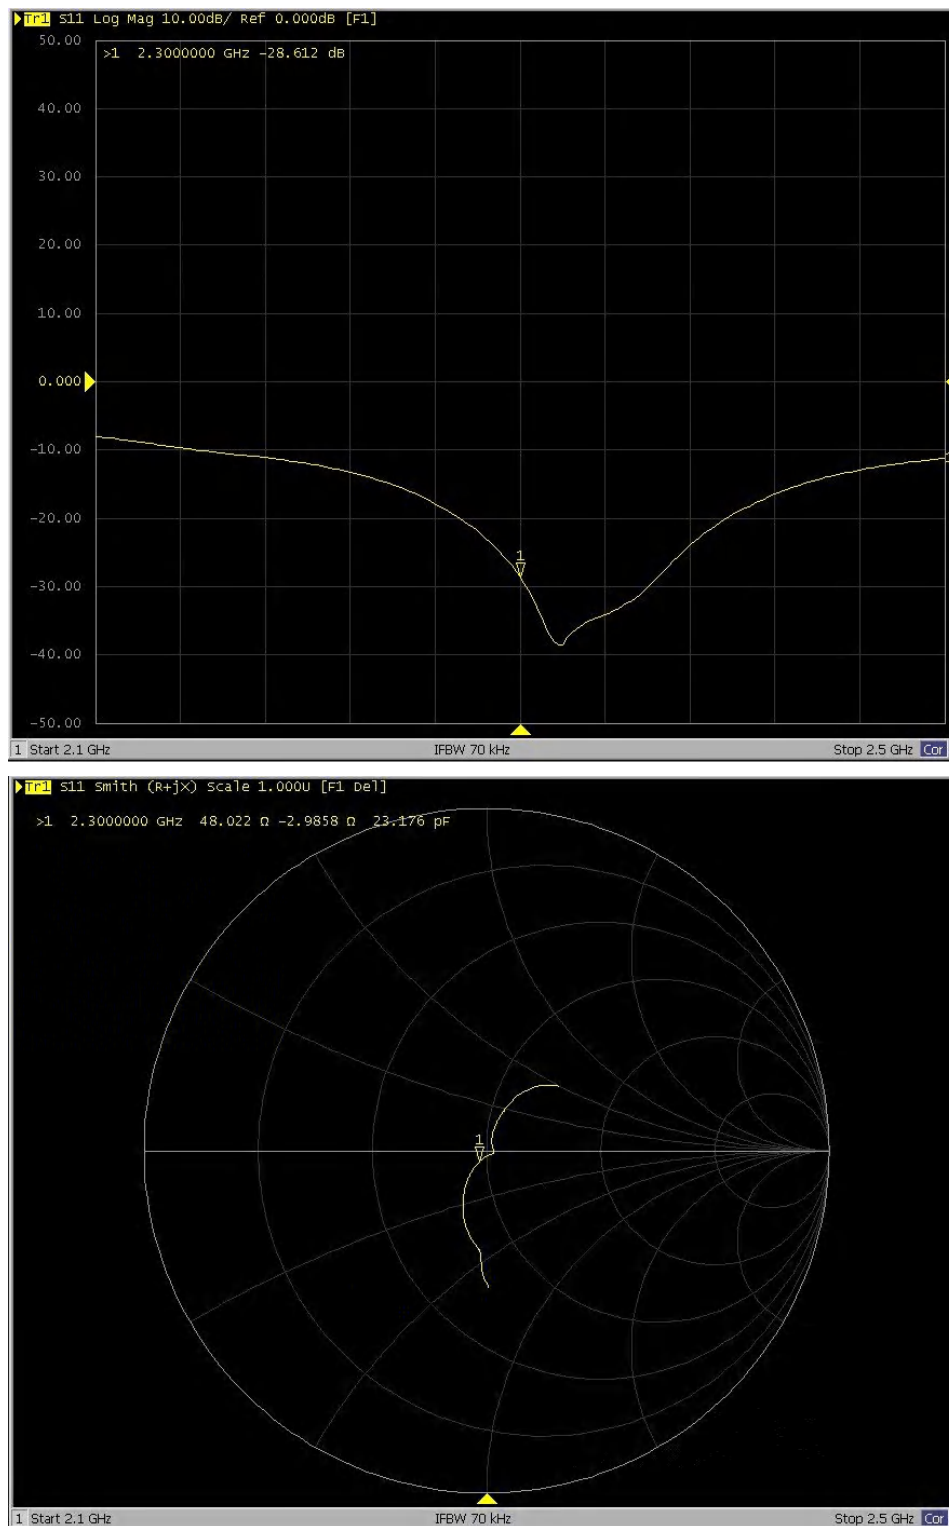 Tr1 S11 Log Mag 10.00dB/ Ref 0.000dB [F1]
50.00
>1 2.3000000 GHz -28.612 dB
40.00
30.00
20.00
10.00
0.000
-10.00
-20.00
1
-30.00
-40.00
-50.00
1 Start 2.1 GHz IFBW 70 kHz Stop 2.5 GHz Cor
Tr1 S11 Smith (R+jX) Scale 1.000U [F1 Del]
>1 2.3000000 GHz 48.022 Ω -2.9858 Ω 23.176 pF
1
1 Start 2.1 GHz IFBW 70 kHz Stop 2.5 GHz Cor